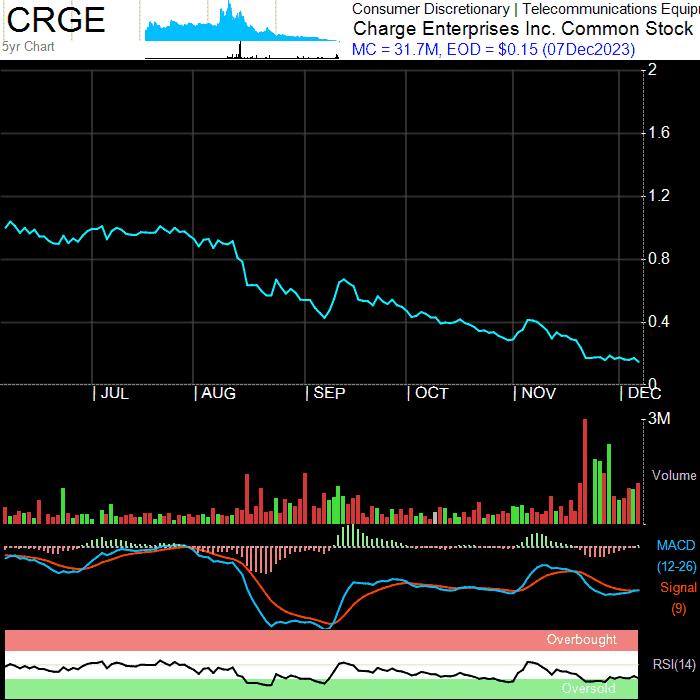 CRGE
5yr Chart
Consumer Discretionary | Telecommunications Equip
Charge Enterprises Inc. Common Stock
MC = 31.7M, EOD = $0.15 (07Dec2023)
2
1.6
1.2
0.8
0.4
0
JUL AUG SEP OCT NOV DEC
3M
Volume
MACD
(12-26)
Signal
(9)
Overbought
RSI(14)
Oversold